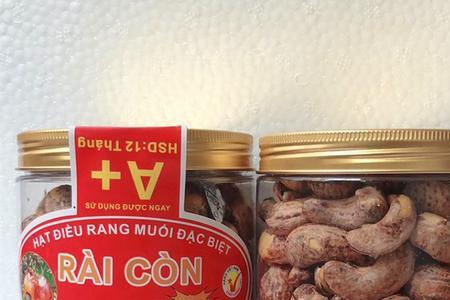 HSD:12 Tháng
A+
SỬ DỤNG ĐƯỢC NGAY
HẠT ĐIỀU RANG MUỐI ĐẶC BIỆT
RÀI CÒN